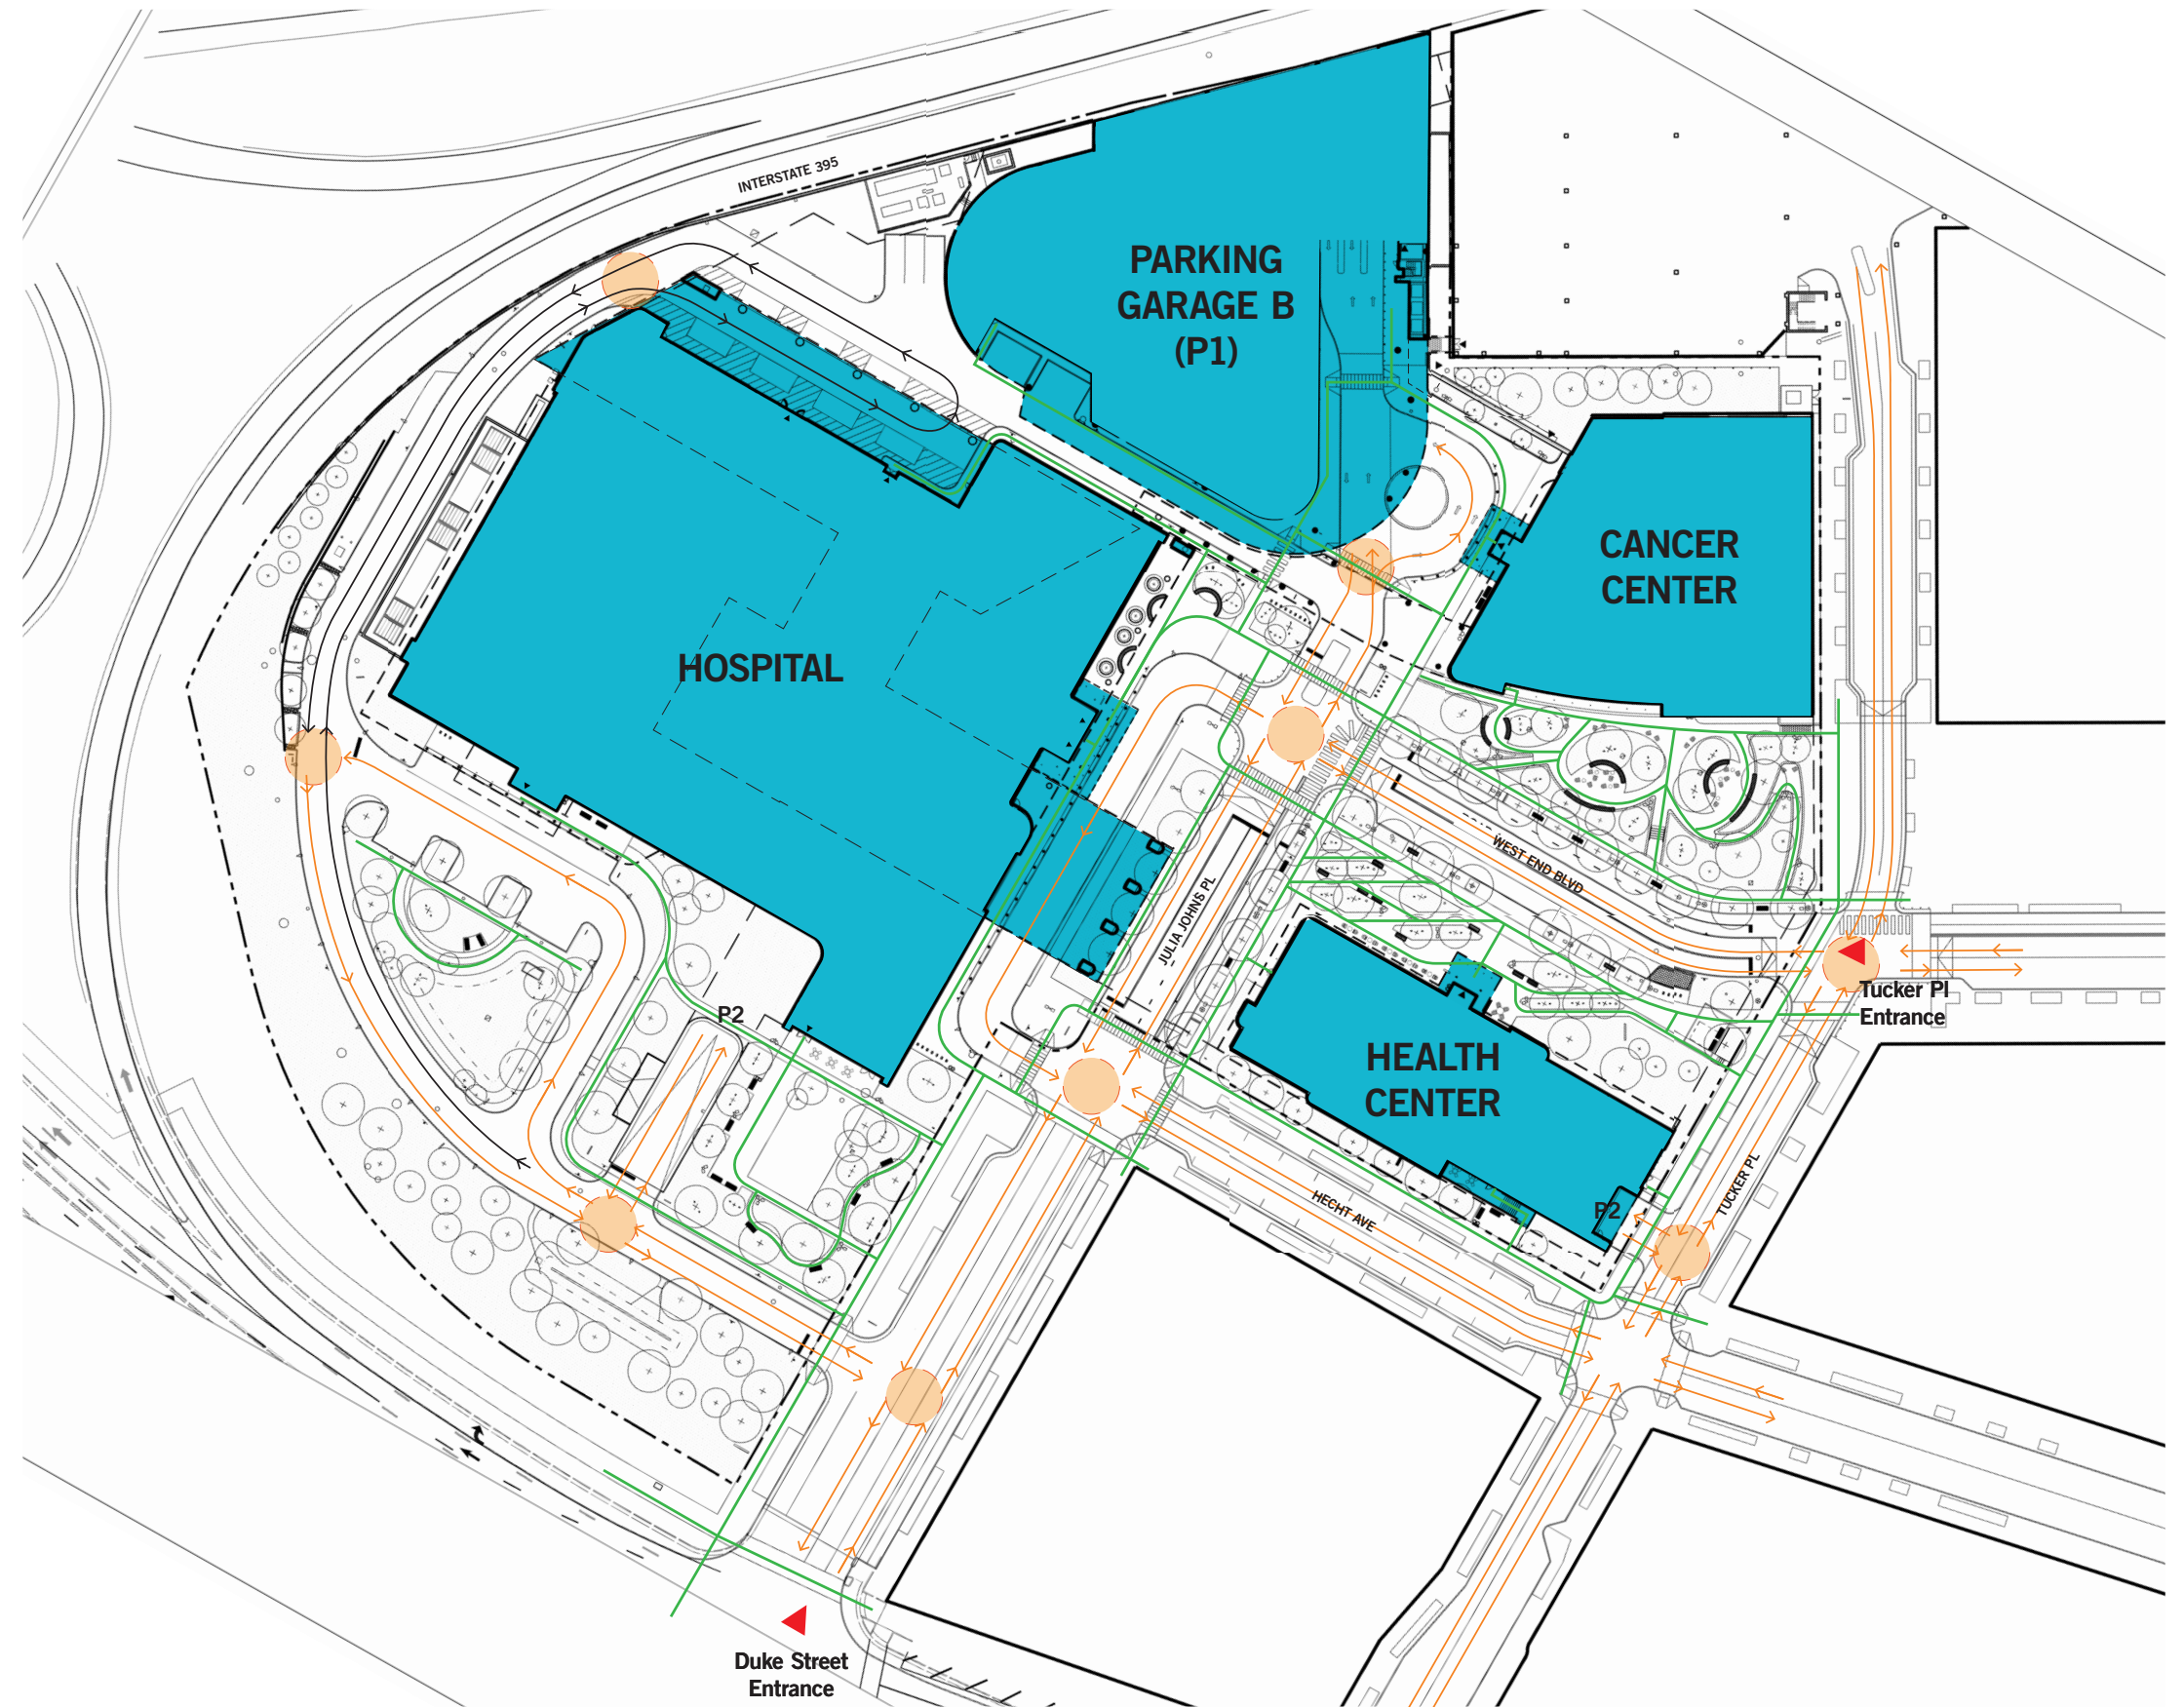 INTERSTATE 395
PARKING
GARAGE B
(P1)
CANCER
CENTER
HOSPITAL
WEST END BLVD
JULIA JOHNS PL
Tucker Pl
Entrance
P2
HEALTH
CENTER
TUCKER PL
HECHT AVE
P2
Duke Street
Entrance